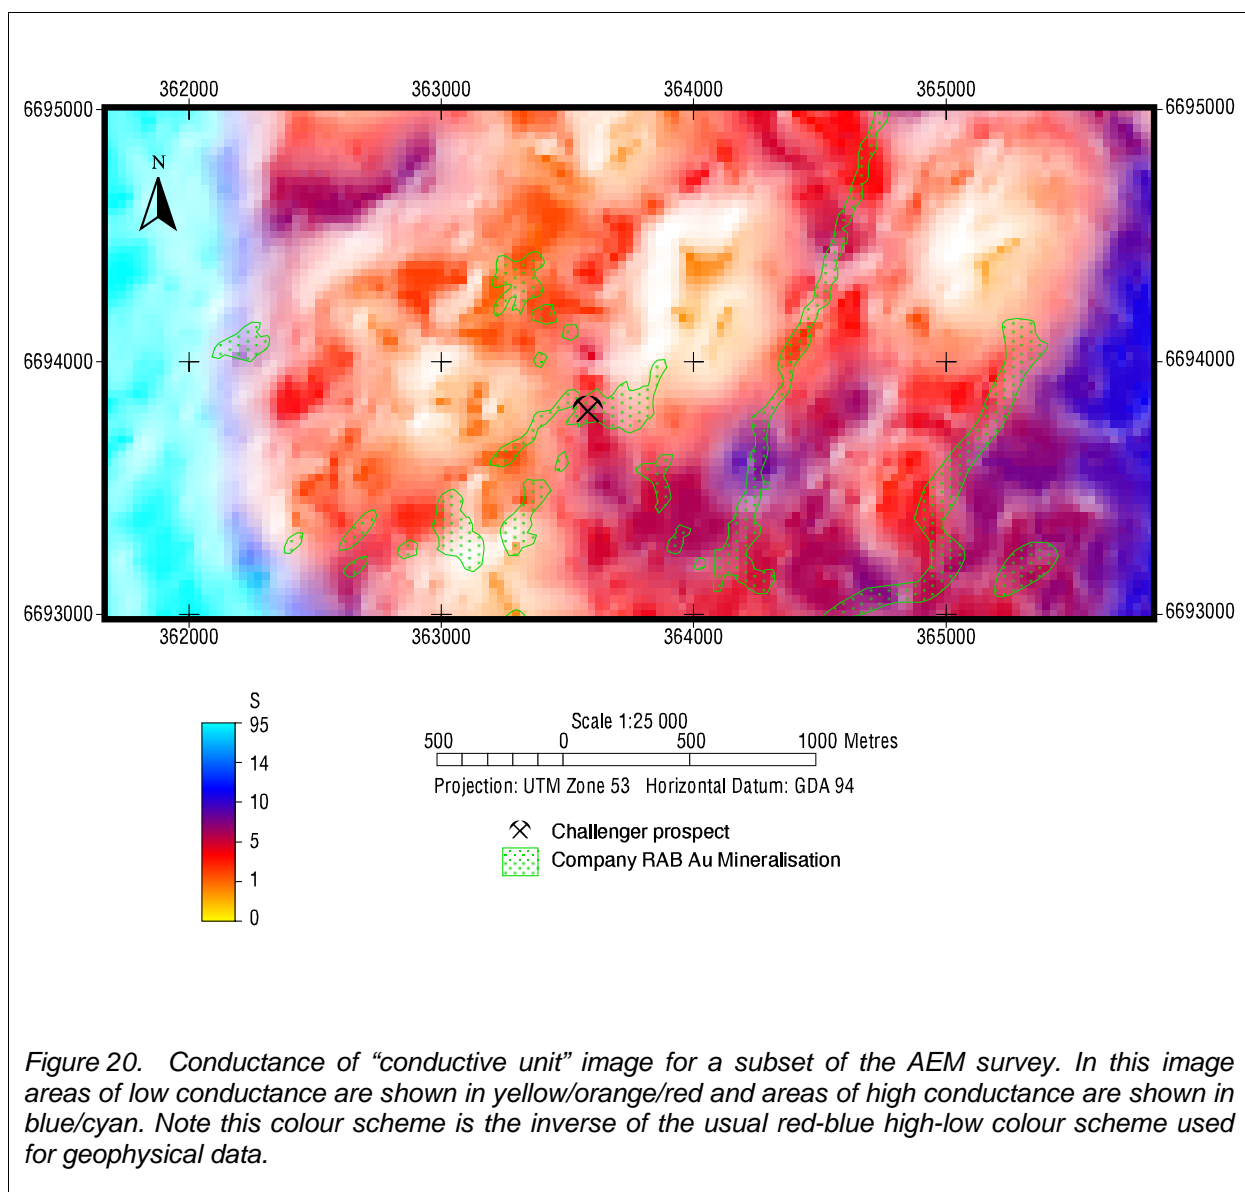 362000 363000 364000 365000
6695000 6695000
N
6694000 6694000
6693000 6693000
362000 363000 364000 365000
S
95
14
10
5
1
0
Scale 1:25 000
500 0 500 1000 Metres
Projection: UTM Zone 53 Horizontal Datum: GDA 94
Challenger prospect
Company RAB Au Mineralisation
Figure 20. Conductance of “conductive unit” image for a subset of the AEM survey. In this image
areas of low conductance are shown in yellow/orange/red and areas of high conductance are shown in
blue/cyan. Note this colour scheme is the inverse of the usual red-blue high-low colour scheme used
for geophysical data.